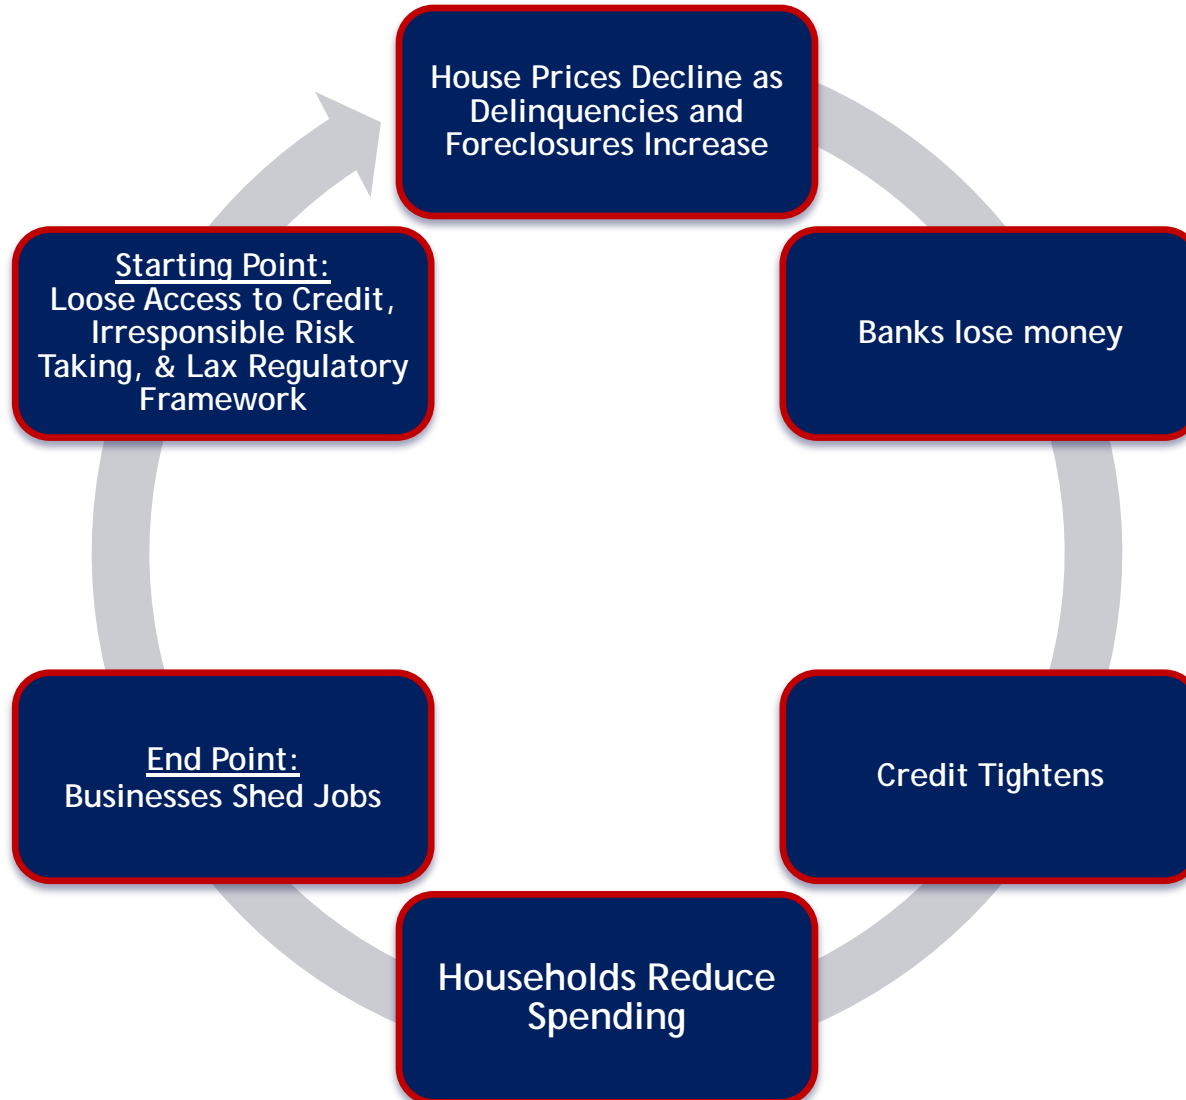 House Prices Decline as
Delinquencies and
Foreclosures Increase
Starting Point:
Loose Access to Credit,
Irresponsible Risk
Taking, & Lax Regulatory
Framework
Banks lose money
End Point:
Businesses Shed Jobs
Credit Tightens
Households Reduce
Spending